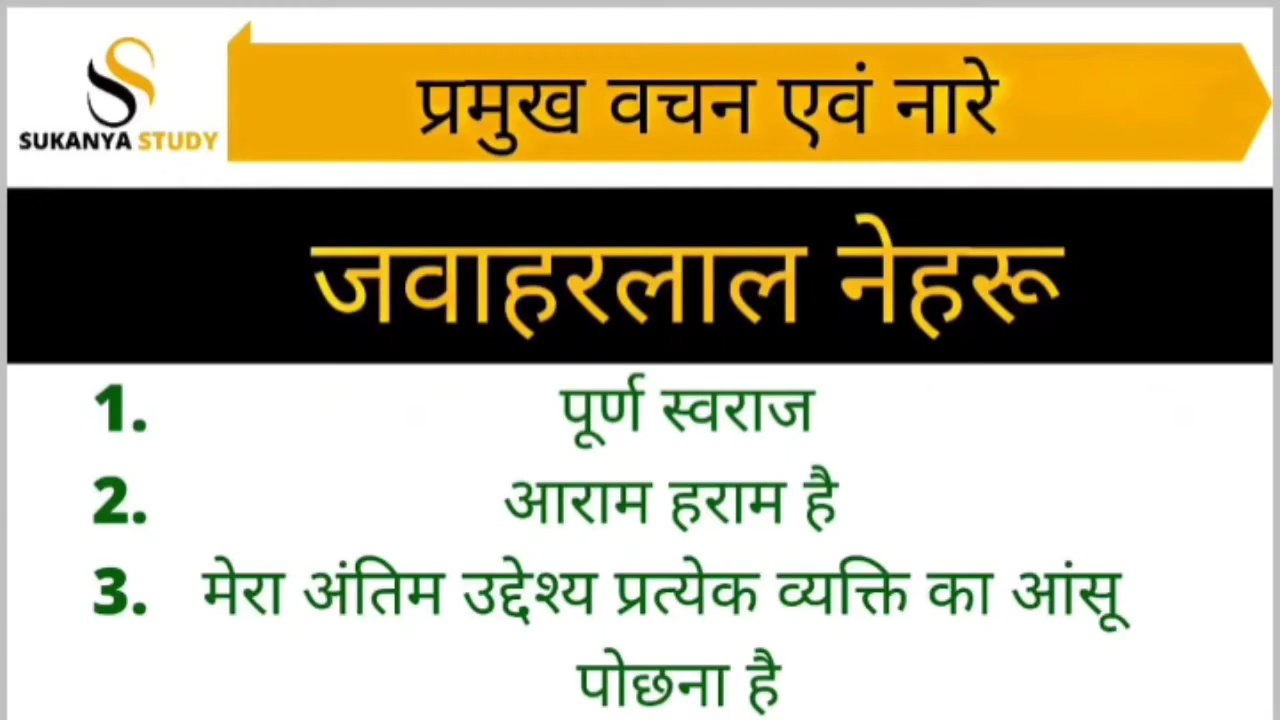 SUKANYA STUDY
प्रमुख वचन एवं नारे
जवाहरलाल नेहरू
1. पूर्ण स्वराज
2. आराम हराम है
3. मेरा अंतिम उद्देश्य प्रत्येक व्यक्ति का आंसू
पोछना है